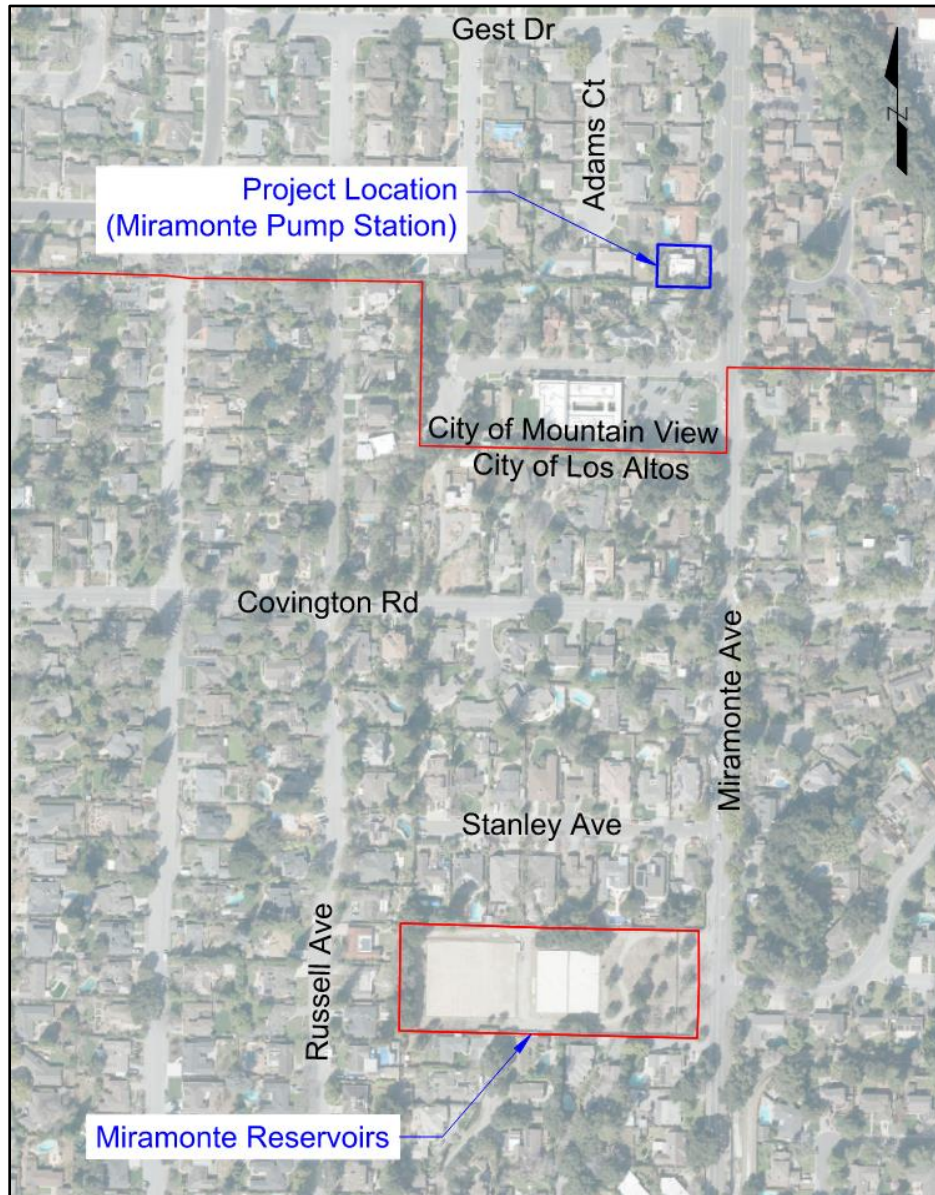 Gest Dr
Adams Ct
N
Project Location
(Miramonte Pump Station)
City of Mountain View
City of Los Altos
Covington Rd
Miramonte Ave
Stanley Ave
Russell Ave
Miramonte Reservoirs